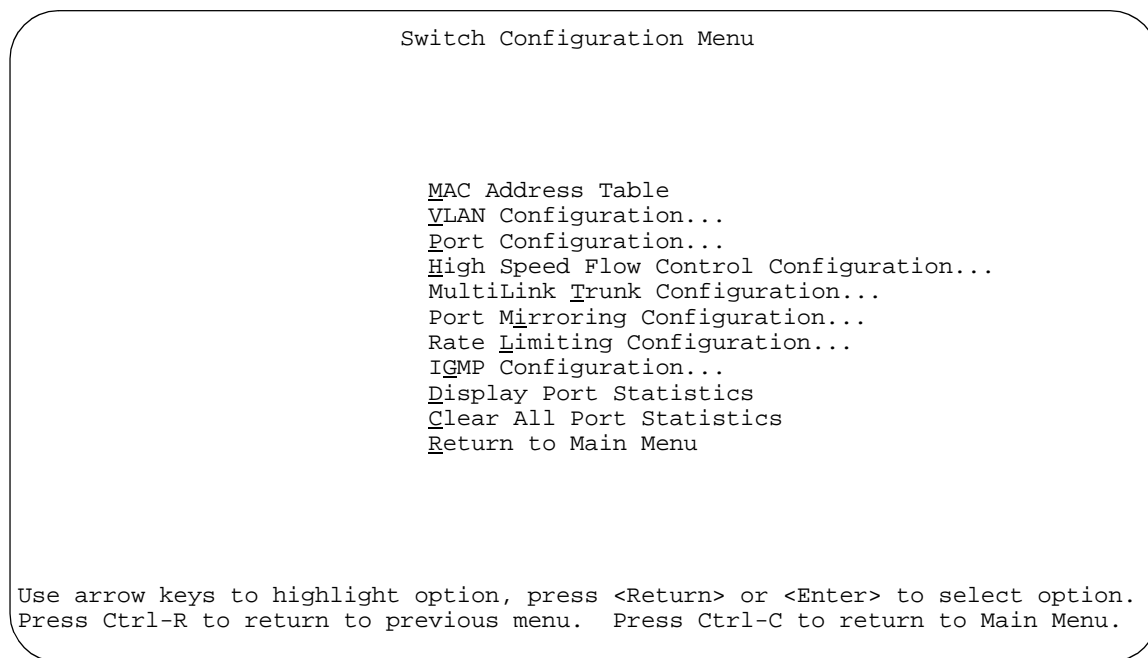 Switch Configuration Menu
MAC Address Table
VLAN Configuration...
Port Configuration...
High Speed Flow Control Configuration...
MultiLink Trunk Configuration...
Port Mirroring Configuration...
Rate Limiting Configuration...
IGMP Configuration...
Display Port Statistics
Clear All Port Statistics
Return to Main Menu
Use arrow keys to highlight option, press <Return> or <Enter> to select option.
Press Ctrl-R to return to previous menu.  Press Ctrl-C to return to Main Menu.